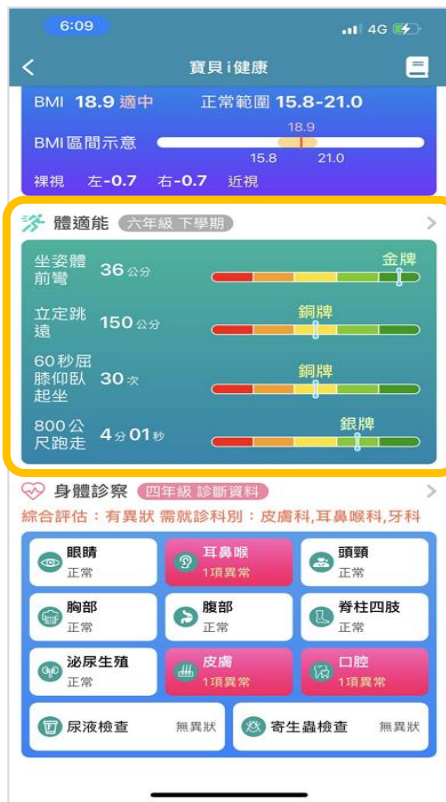 6:09
4G
寶貝i健康
BMI 18.9 適中 正常範圍 15.8-21.0
18.9
BMI區間示意
15.8 21.0
裸視 左-0.7 右-0.7 近視
體適能 六年級 下學期
坐姿體前彎 36 公分 金牌
立定跳遠 150 公分 銅牌
60秒屈膝仰臥起坐 30 次 銅牌
800公尺跑走 4 分 01 秒 銀牌
身體診察 四年級 診斷資料
綜合評估：有異狀 需就診科別：皮膚科,耳鼻喉科,牙科
眼睛 耳鼻喉 頭頸
正常 1項異常 正常
胸部 腹部 脊柱四肢
正常 正常 正常
泌尿生殖 皮膚 口腔
正常 1項異常 1項異常
尿液檢查 無異狀 寄生蟲檢查 無異狀